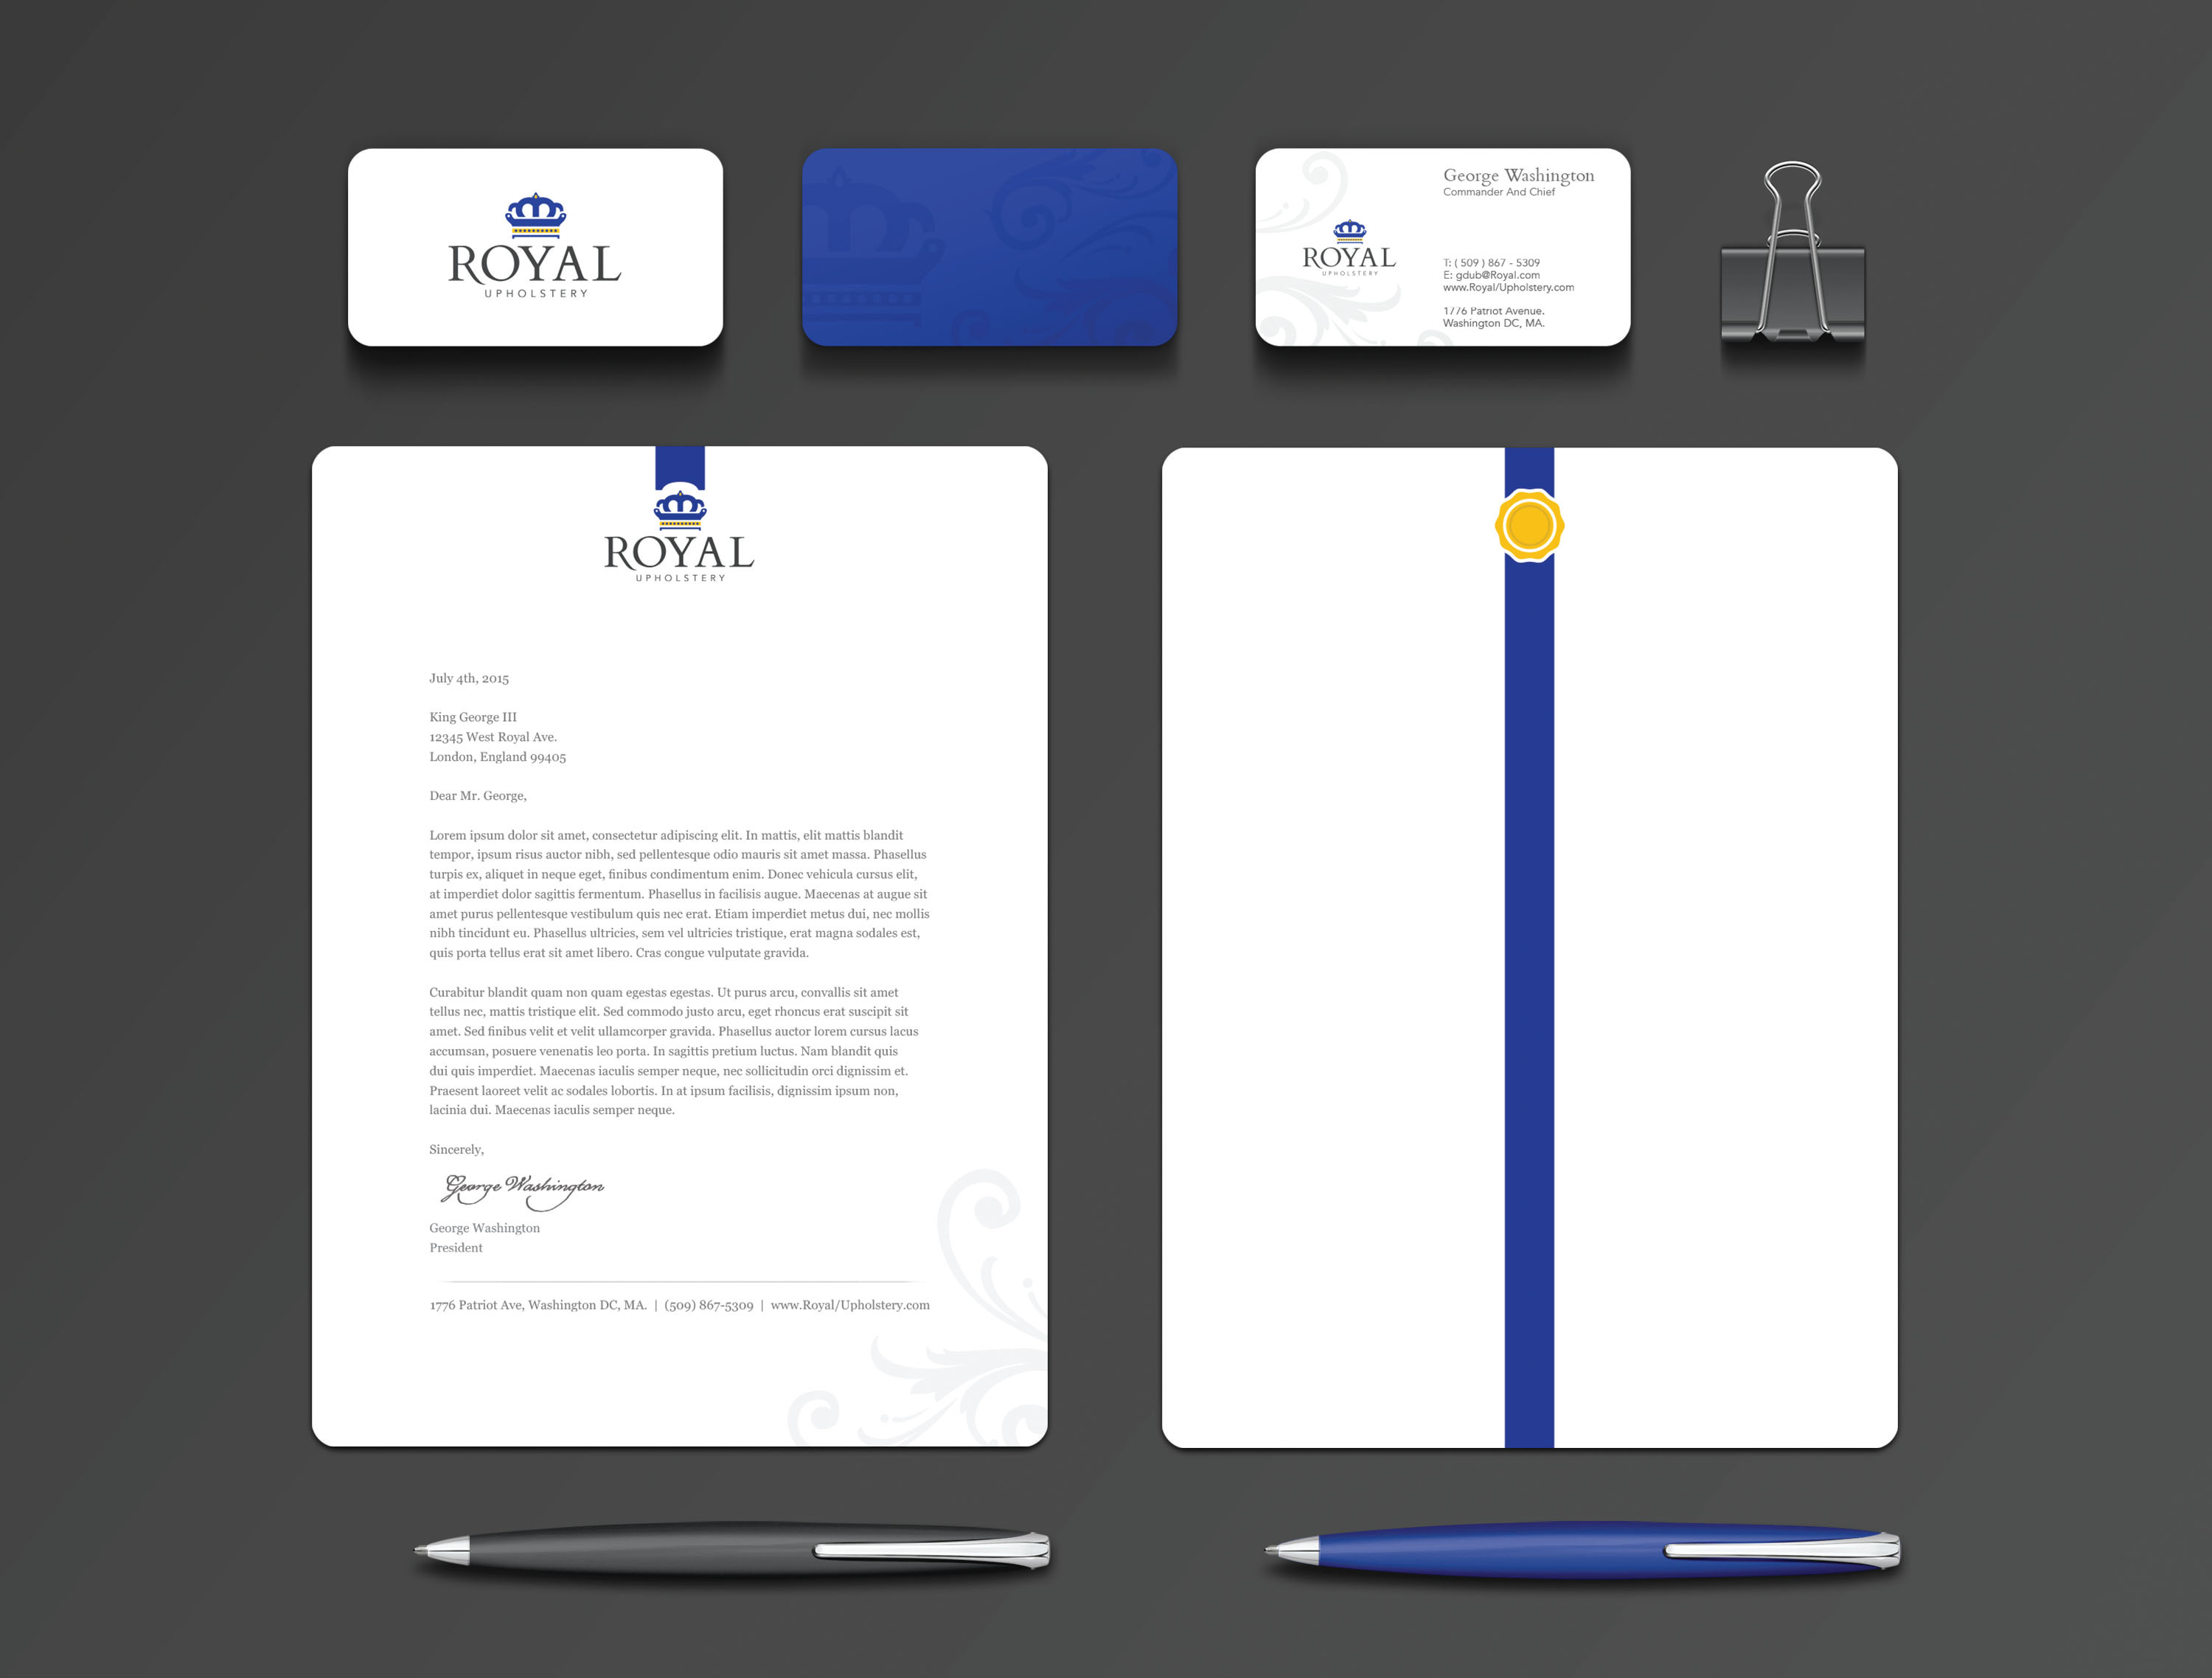 ROYAL
UPHOLSTERY
George Washington
Commander And Chief
ROYAL
UPHOLSTERY
T: ( 509 ) 867 - 5309
E: gdub@Royal.com
www.Royal/Upholstery.com
1776 Patriot Avenue.
Washington DC, MA.
ROYAL
UPHOLSTERY
July 4th, 2015
King George III
12345 West Royal Ave.
London, England 99405
Dear Mr. George,
Lorem ipsum dolor sit amet, consectetur adipiscing elit. In mattis, elit mattis blandit
tempor, ipsum risus auctor nibh, sed pellentesque odio mauris sit amet massa. Phasellus
turpis ex, aliquet in neque eget, finibus condimentum enim. Donec vehicula cursus elit,
at imperdiet dolor sagittis fermentum. Phasellus in facilisis augue. Maecenas at augue sit
amet purus pellentesque vestibulum quis nec erat. Etiam imperdiet metus dui, nec mollis
nibh tincidunt eu. Phasellus ultricies, sem vel ultricies tristique, erat magna sodales est,
quis porta tellus erat sit amet libero. Cras congue vulputate gravida.
Curabitur blandit quam non quam egestas egestas. Ut purus arcu, convallis sit amet
tellus nec, mattis tristique elit. Sed commodo justo arcu, eget rhoncus erat suscipit sit
amet. Sed finibus velit et velit ullamcorper gravida. Phasellus auctor lorem cursus lacus
accumsan, posuere venenatis leo porta. In sagittis pretium luctus. Nam blandit quis
dui quis imperdiet. Maecenas iaculis semper neque, nec sollicitudin orci dignissim et.
Praesent laoreet velit ac sodales lobortis. In at ipsum facilisis, dignissim ipsum non,
lacinia dui. Maecenas iaculis semper neque.
Sincerely,
George Washington
George Washington
President
1776 Patriot Ave, Washington DC, MA. | (509) 867-5309 | www.Royal/Upholstery.com